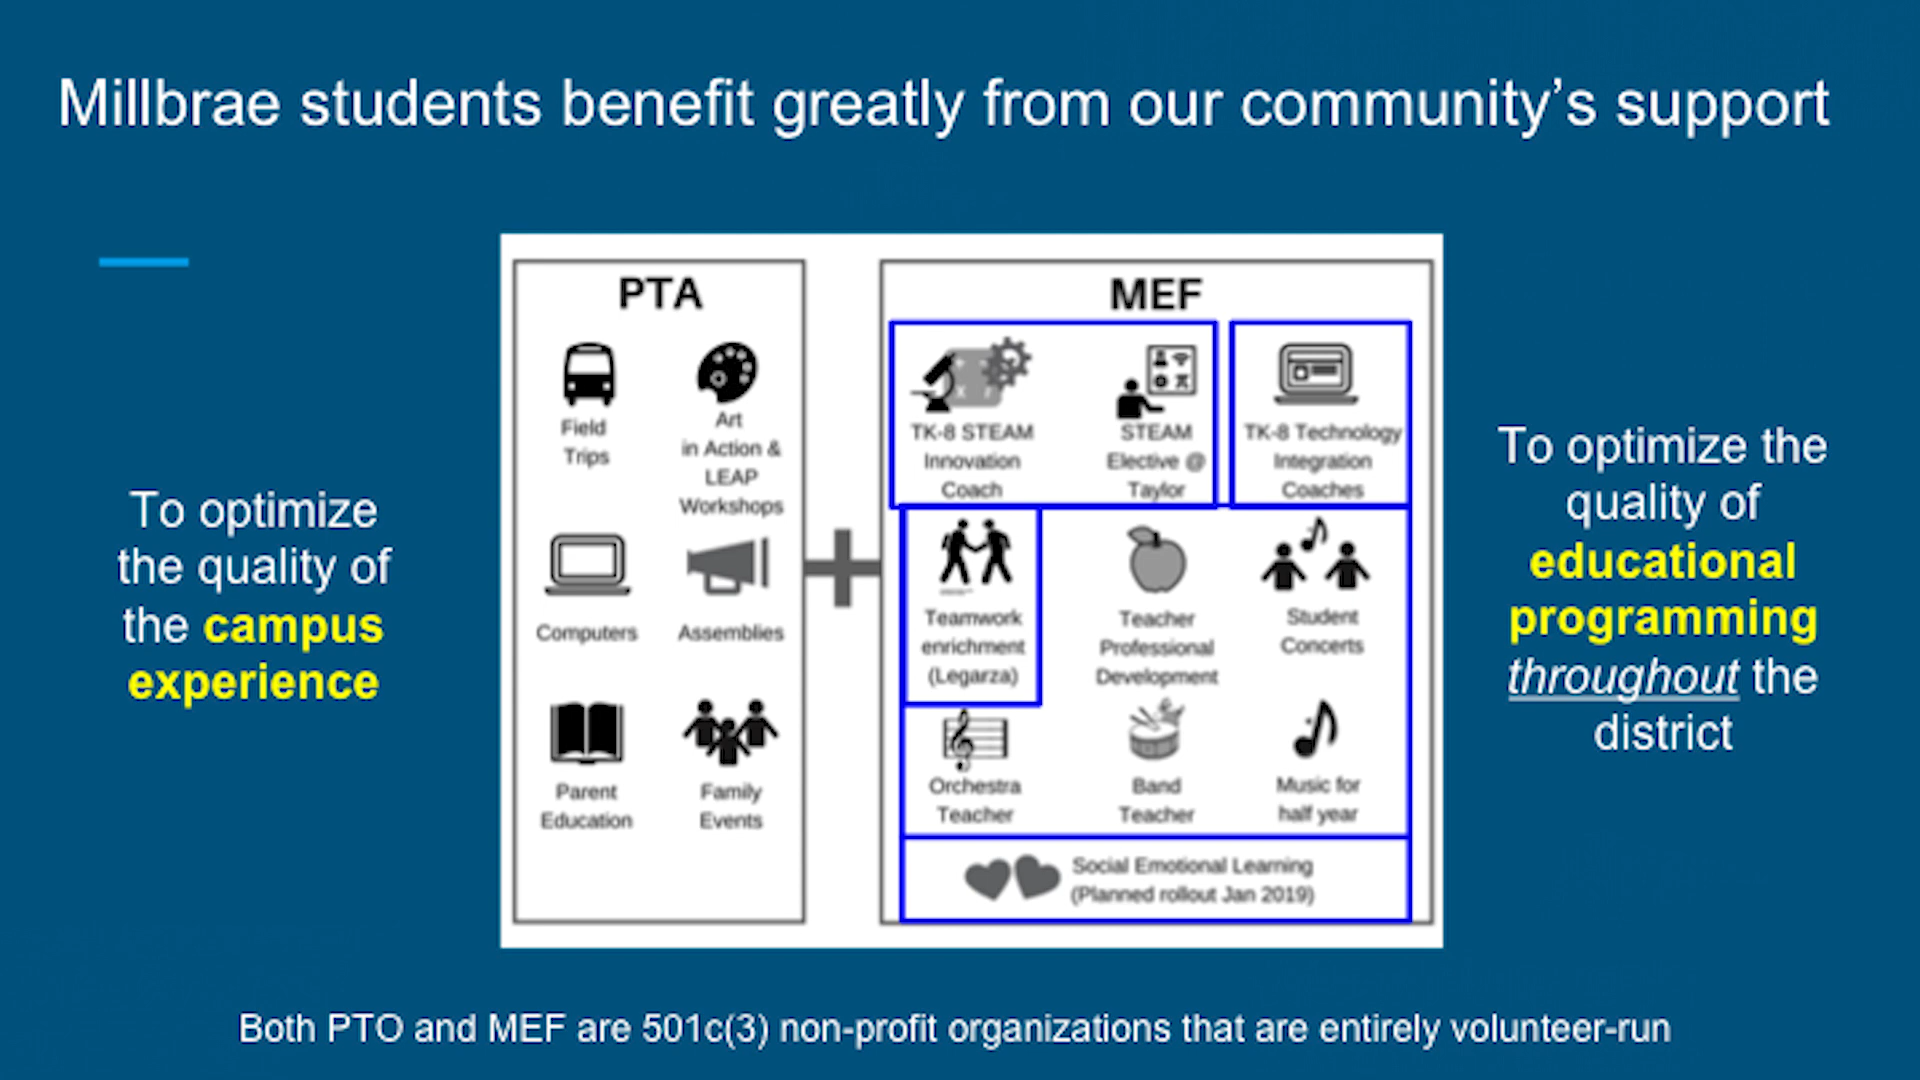 Millbrae students benefit greatly from our community’s support
To optimize
the quality of
the campus
experience
PTA
Field
Trips
Art
in Action &
LEAP
Workshops
Computers
Assemblies
Parent
Education
Family
Events
MEF
TK-8 STEAM
Innovation
Coach
STEAM
Elective @
Taylor
TK-8 Technology
Integration
Coaches
Teamwork
enrichment
(Legarza)
Teacher
Professional
Development
Student
Concerts
Orchestra
Teacher
Band
Teacher
Music for
half year
Social Emotional Learning
(Planned rollout Jan 2019)
To optimize the
quality of
educational
programming
throughout the
district
Both PTO and MEF are 501c(3) non-profit organizations that are entirely volunteer-run